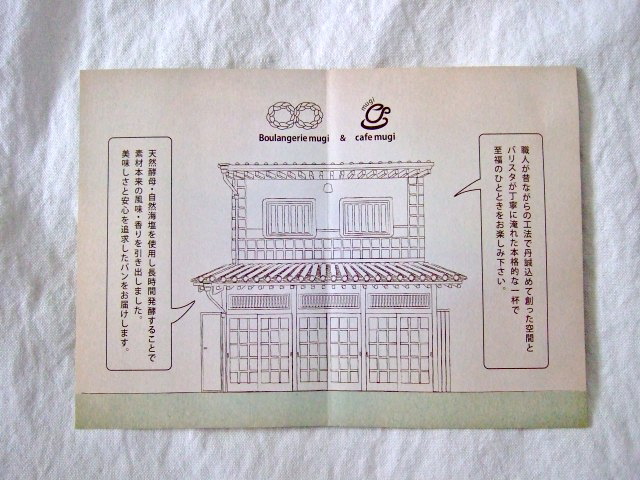 mugi
Boulangerie mugi & cafe mugi
職人が昔ながらの工法で丹誠込めて創った空間と
バリスタが丁寧に淹れた本格的な一杯で
至福のひとときをお楽しみ下さい。
天然酵母・自然海塩を使用し長時間発酵することで
素材本来の風味・香りを引き出しました。
美味しさと安心を追求したパンをお届けします。